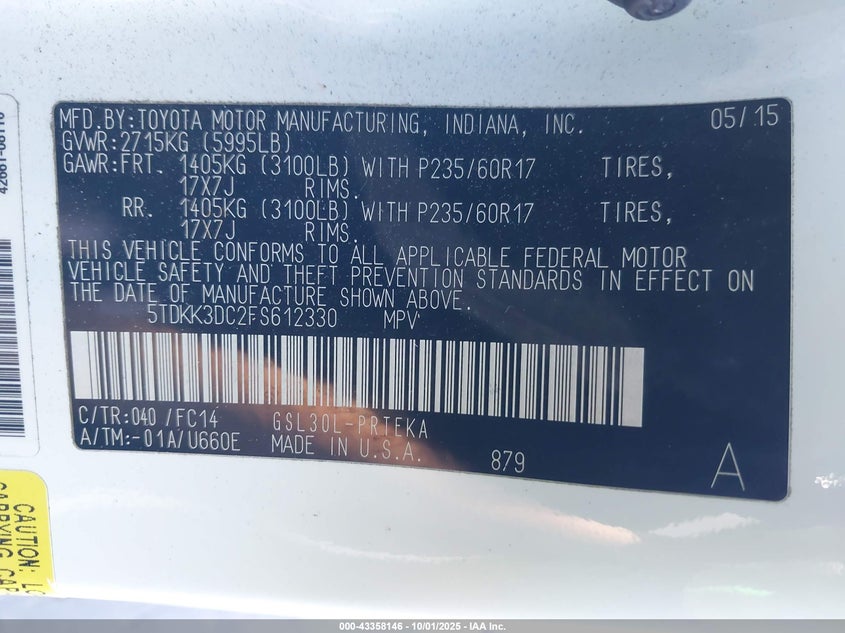 MFD.BY:TOYOTA MOTOR MANUFACTURING, INDIANA, INC. 05/15
GVWR:2715KG (5995LB)
GAWR:FRT. 1405KG (3100LB) WITH P235/60R17 TIRES,
17X7J RIMS.
RR. 1405KG (3100LB) WITH P235/60R17 TIRES,
17X7J RIMS.
THIS VEHICLE CONFORMS TO ALL APPLICABLE FEDERAL MOTOR
VEHICLE SAFETY AND THEFT PREVENTION STANDARDS IN EFFECT ON
THE DATE OF MANUFACTURE SHOWN ABOVE.
5TDKK3DC2FS612330 MPV
C/TR:040 /FC14 GSL30L-PRTEKA
A/TM:-01A/U660E MADE IN U.S.A. 879 A
CAUTION:
CARRYING
000-43358146 - 10/01/2025 - IAA Inc.